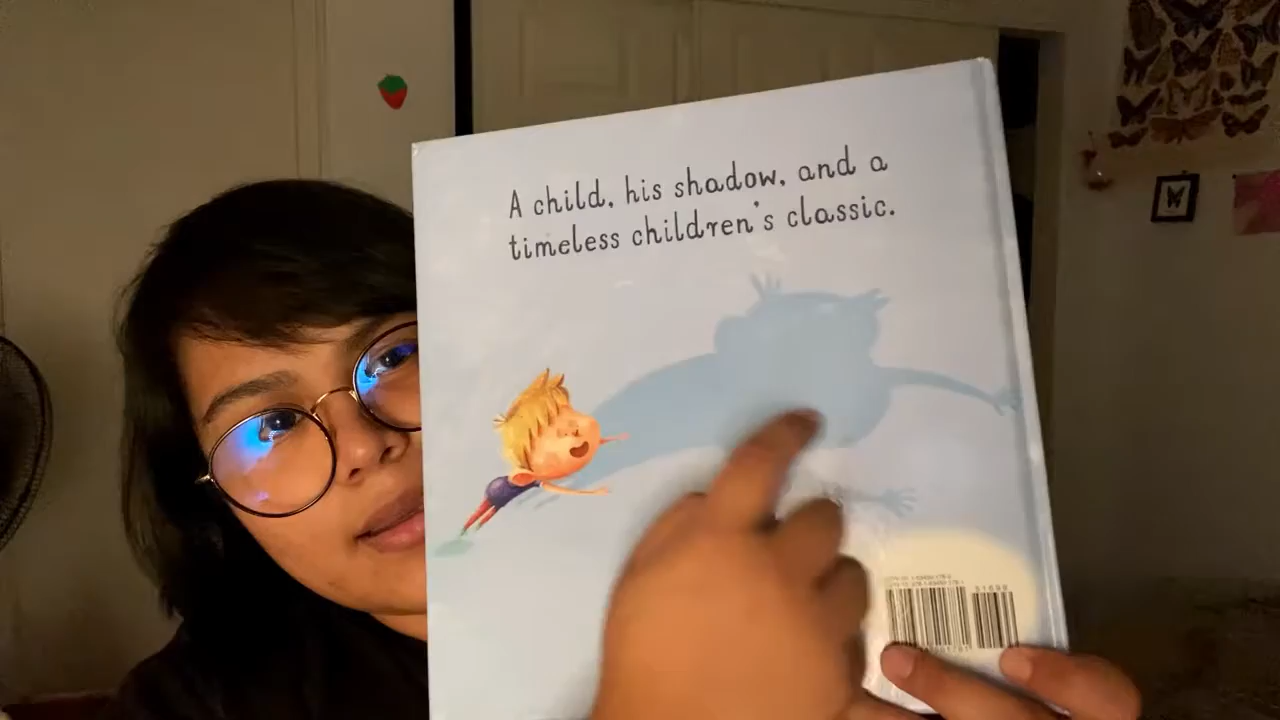 A child, his shadow, and a
timeless children's classic.